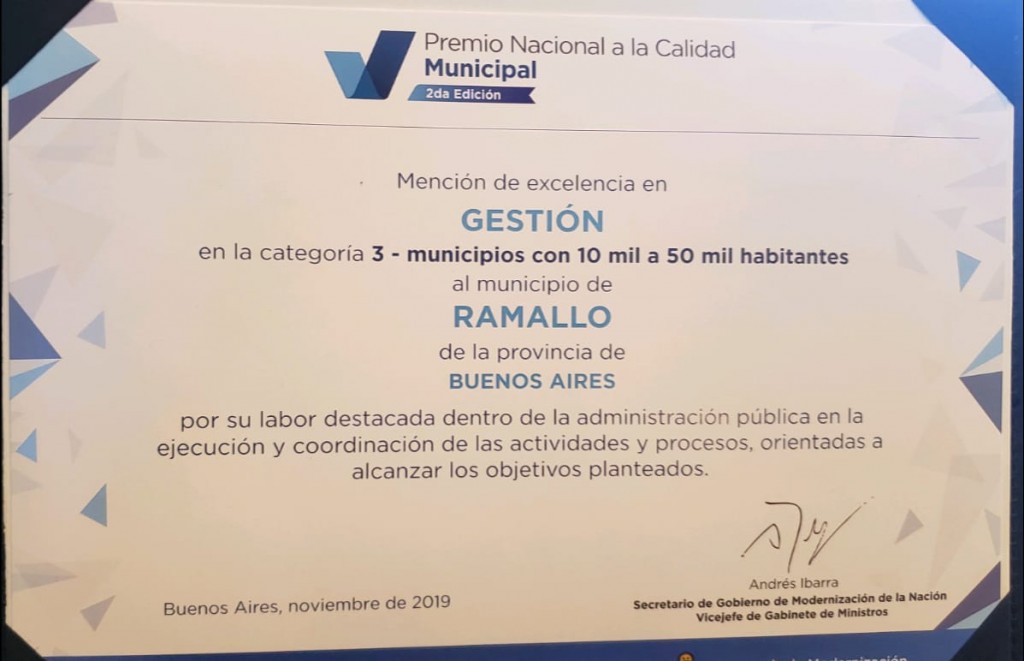 Premio Nacional a la Calidad
Municipal
2da Edición
Mención de excelencia en
GESTIÓN
en la categoría 3 - municipios con 10 mil a 50 mil habitantes
al municipio de
RAMALLO
de la provincia de
BUENOS AIRES
por su labor destacada dentro de la administración pública en la
ejecución y coordinación de las actividades y procesos, orientadas a
alcanzar los objetivos planteados.
Andrés Ibarra
Secretario de Gobierno de Modernización de la Nación
Vicejefe de Gabinete de Ministros
Buenos Aires, noviembre de 2019